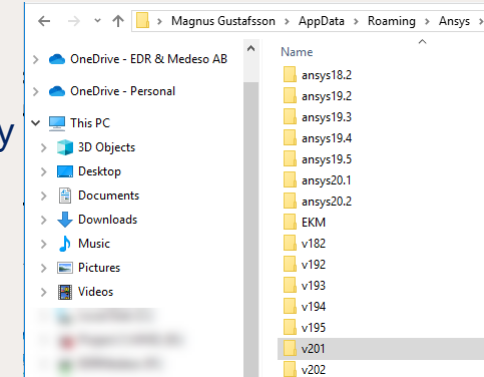 Magnus Gustafsson > AppData > Roaming > Ansys >
OneDrive - EDR & Medeso AB
OneDrive - Personal
This PC
3D Objects
Desktop
Documents
Downloads
Music
Pictures
Videos
y
Name
ansys18.2
ansys19.2
ansys19.3
ansys19.4
ansys19.5
ansys20.1
ansys20.2
EKM
v182
v192
v193
v194
v195
v201
v202